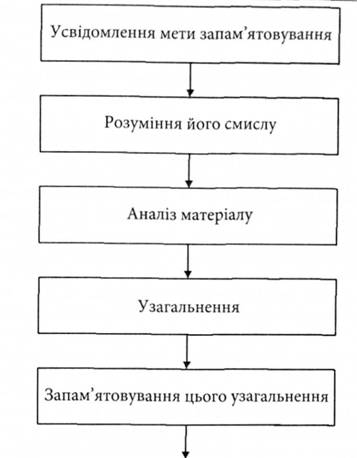 Усвідомлення мети запам’ятовування
Розуміння його смислу
Аналіз матеріалу
Узагальнення
Запам’ятовування цього узагальнення